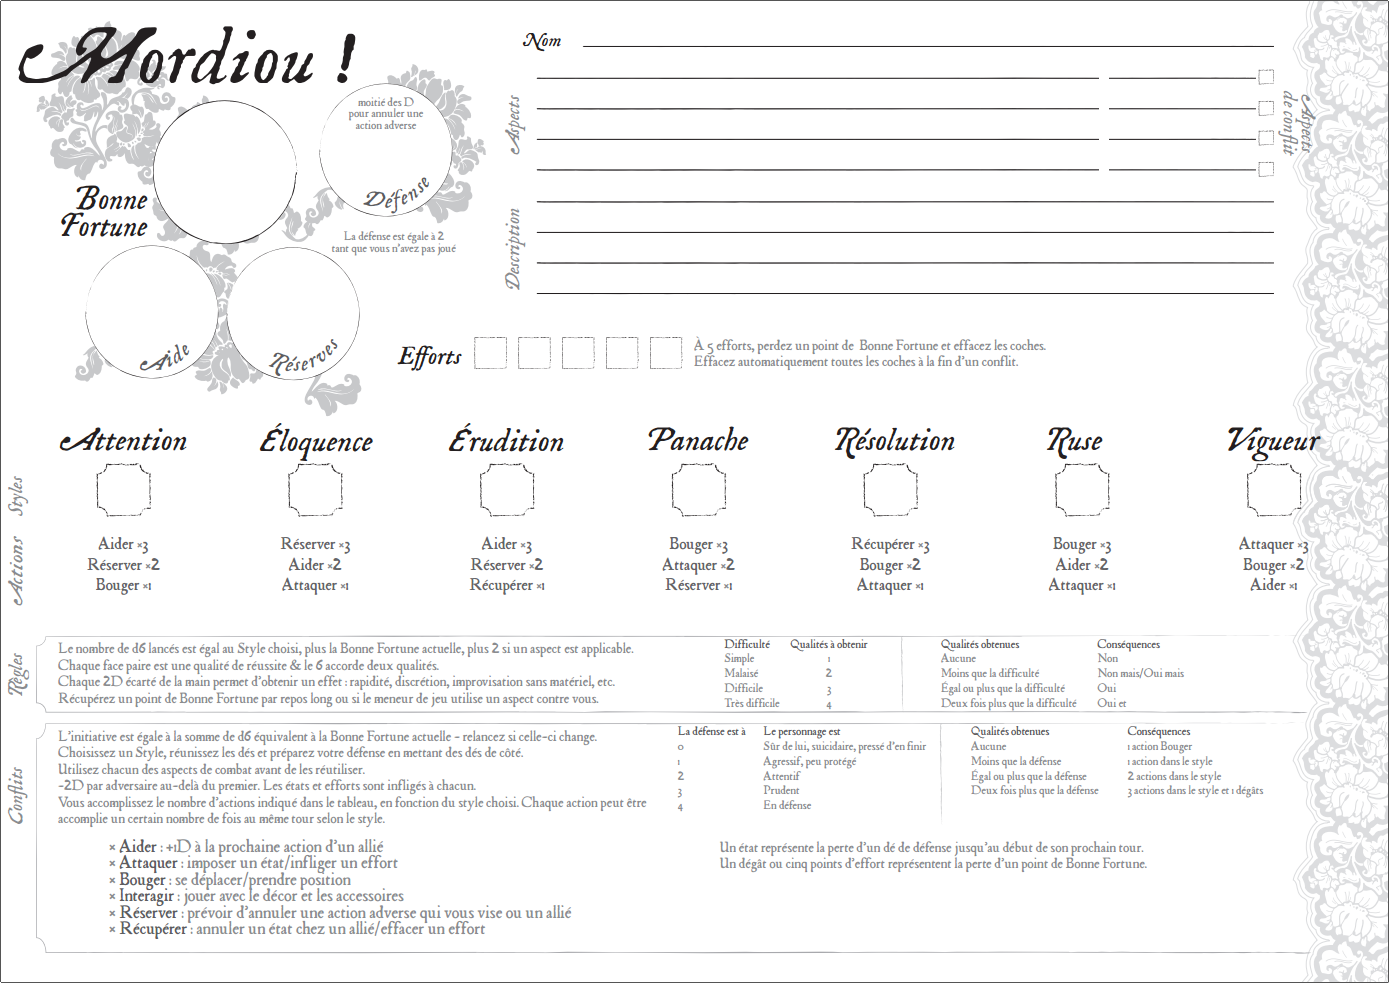 Mordiou !
Nom
moitié des D
pour annuler une
action adverse
Défense
Bonne
Fortune
La défense est égale à 2
tant que vous n'avez pas joué
Aide
Réserves
Aspects
Aspects
de conflit
Description
Efforts
À 5 efforts, perdez un point de Bonne Fortune et effacez les coches.
Effacez automatiquement toutes les coches à la fin d'un conflit.
Styles
Attention Éloquence Érudition Panache Résolution Ruse Vigueur
Actions
Aider ×3 Réserver ×3 Aider ×3 Bouger ×3 Récupérer ×3 Bouger ×3 Attaquer ×3
Réserver ×2 Aider ×2 Réserver ×2 Attaquer ×2 Bouger ×2 Aider ×2 Bouger ×2
Bouger ×1 Attaquer ×1 Récupérer ×1 Réserver ×1 Attaquer ×1 Attaquer ×1 Aider ×1
Règles
Le nombre de d6 lancés est égal au Style choisi, plus la Bonne Fortune actuelle, plus 2 si un aspect est applicable.
Chaque face paire est une qualité de réussite & le 6 accorde deux qualités.
Chaque 2D écarté de la main permet d'obtenir un effet : rapidité, discrétion, improvisation sans matériel, etc.
Récupérez un point de Bonne Fortune par repos long ou si le meneur de jeu utilise un aspect contre vous.
Difficulté Qualités à obtenir
Simple 1
Malaisé 2
Difficile 3
Très difficile 4
Qualités obtenues Conséquences
Aucune Non
Moins que la difficulté Non mais/Oui mais
Égal ou plus que la difficulté Oui
Deux fois plus que la difficulté Oui et
Conflits
L'initiative est égale à la somme de d6 équivalent à la Bonne Fortune actuelle - relancez si celle-ci change.
Choisissez un Style, réunissez les dés et préparez votre défense en mettant des dés de côté.
Utilisez chacun des aspects de combat avant de les réutiliser.
-2D par adversaire au-delà du premier. Les états et efforts sont infligés à chacun.
Vous accomplissez le nombre d'actions indiqué dans le tableau, en fonction du style choisi. Chaque action peut être
accomplie un certain nombre de fois au même tour selon le style.
La défense est à Le personnage est
0 Sûr de lui, suicidaire, pressé d'en finir
1 Agressif, peu protégé
2 Attentif
3 Prudent
4 En défense
Qualités obtenues Conséquences
Aucune 1 action Bouger
Moins que la défense 1 action dans le style
Égal ou plus que la défense 2 actions dans le style
Deux fois plus que la défense 3 actions dans le style et 1 dégâts
× Aider : +1D à la prochaine action d'un allié
× Attaquer : imposer un état/infliger un effort
× Bouger : se déplacer/prendre position
× Interagir : jouer avec le décor et les accessoires
× Réserver : prévoir d'annuler une action adverse qui vous vise ou un allié
× Récupérer : annuler un état chez un allié/effacer un effort
Un état représente la perte d'un dé de défense jusqu'au début de son prochain tour.
Un dégât ou cinq points d'effort représentent la perte d'un point de Bonne Fortune.